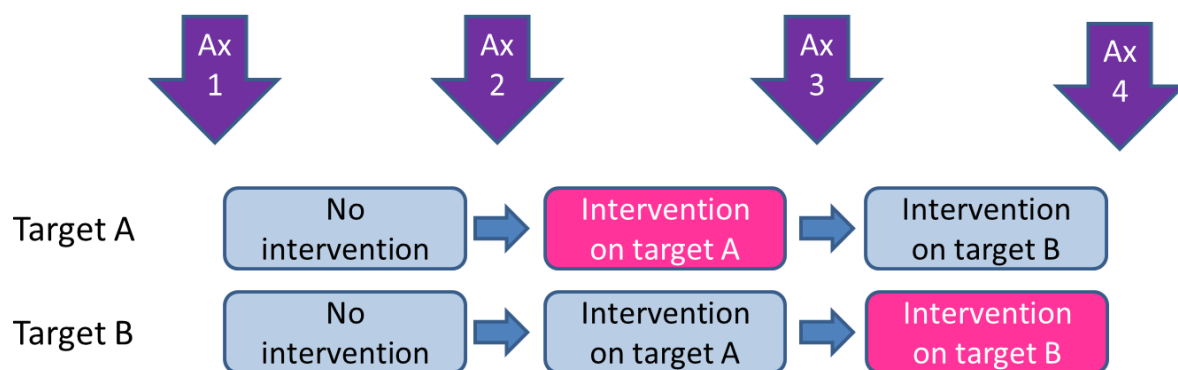 Ax
1
Ax
2
Ax
3
Ax
4
Target A
No
intervention
Intervention
on target A
Intervention
on target B
Target B
No
intervention
Intervention
on target A
Intervention
on target B